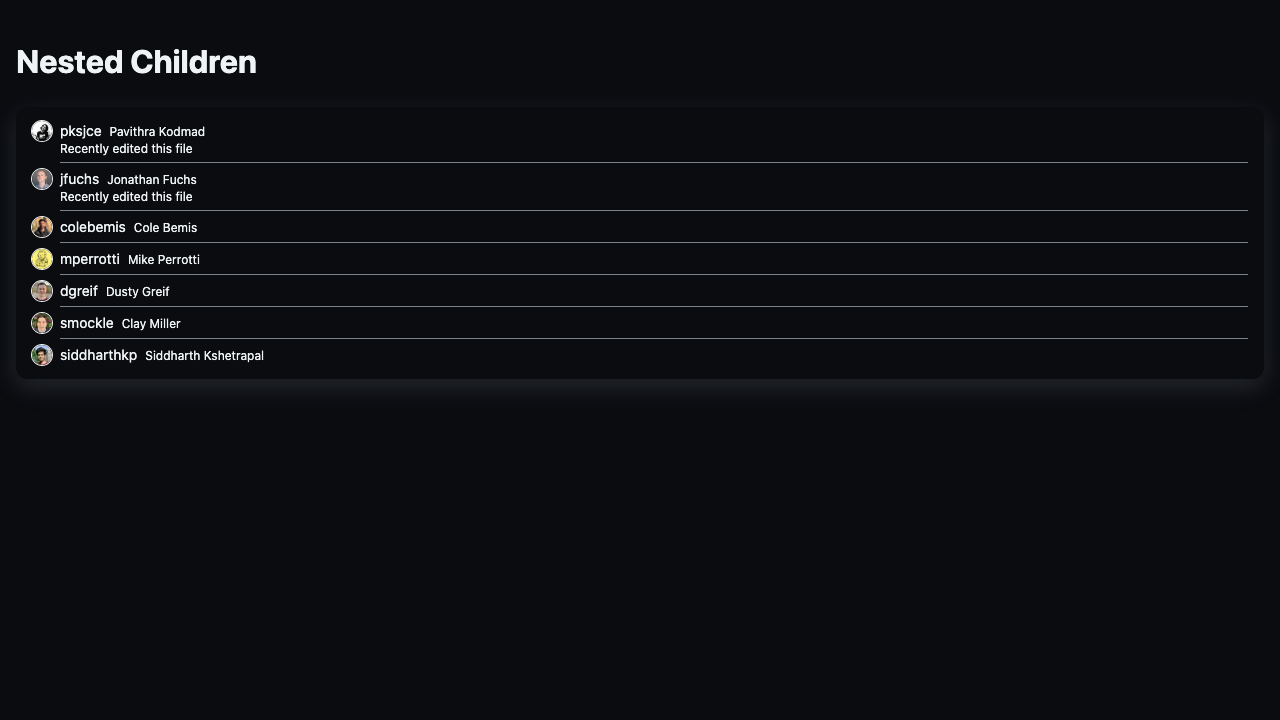 Nested Children
pksjce Pavithra Kodmad
Recently edited this file
jfuchs Jonathan Fuchs
Recently edited this file
colebemis Cole Bemis
mperrotti Mike Perrotti
dgreif Dusty Greif
smockle Clay Miller
siddharthkp Siddharth Kshetrapal